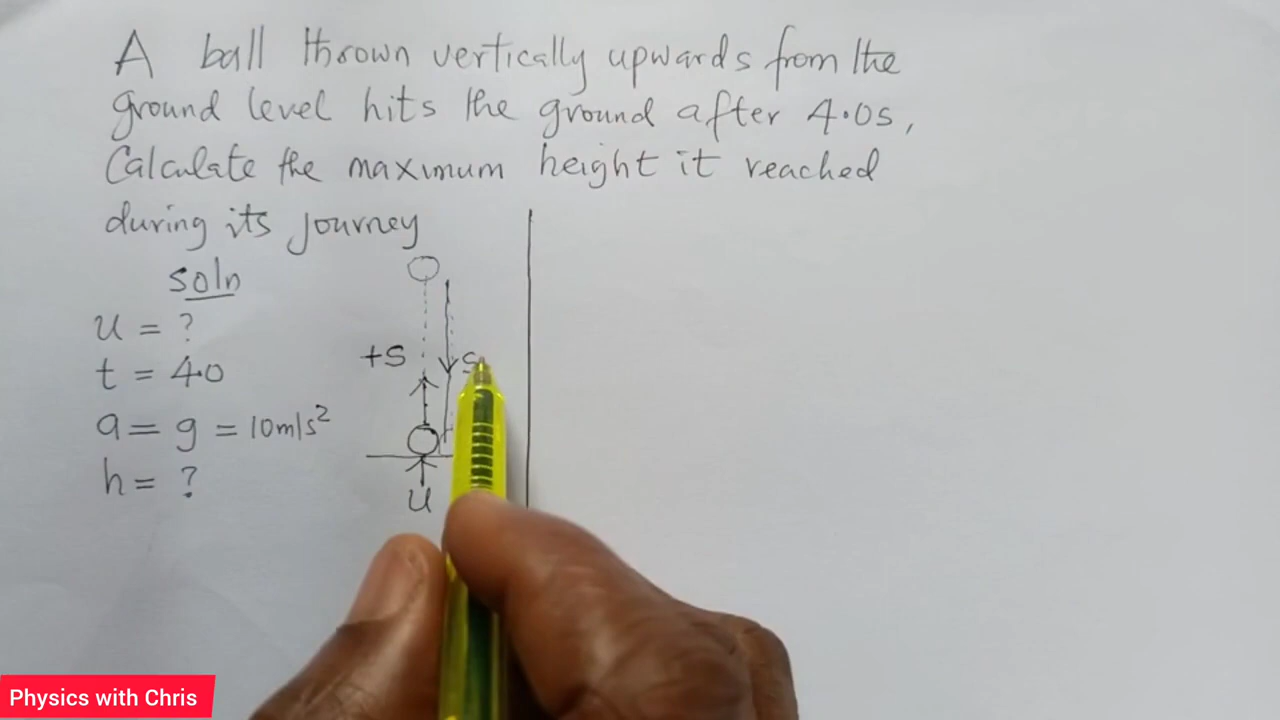 A ball thrown vertically upwards from the
ground level hits the ground after 4.0s,
Calculate the maximum height it reached
during its journey
soln
u = ?
t = 4.0
a = g = 10m/s²
h = ?
+s
s
u
Physics with Chris